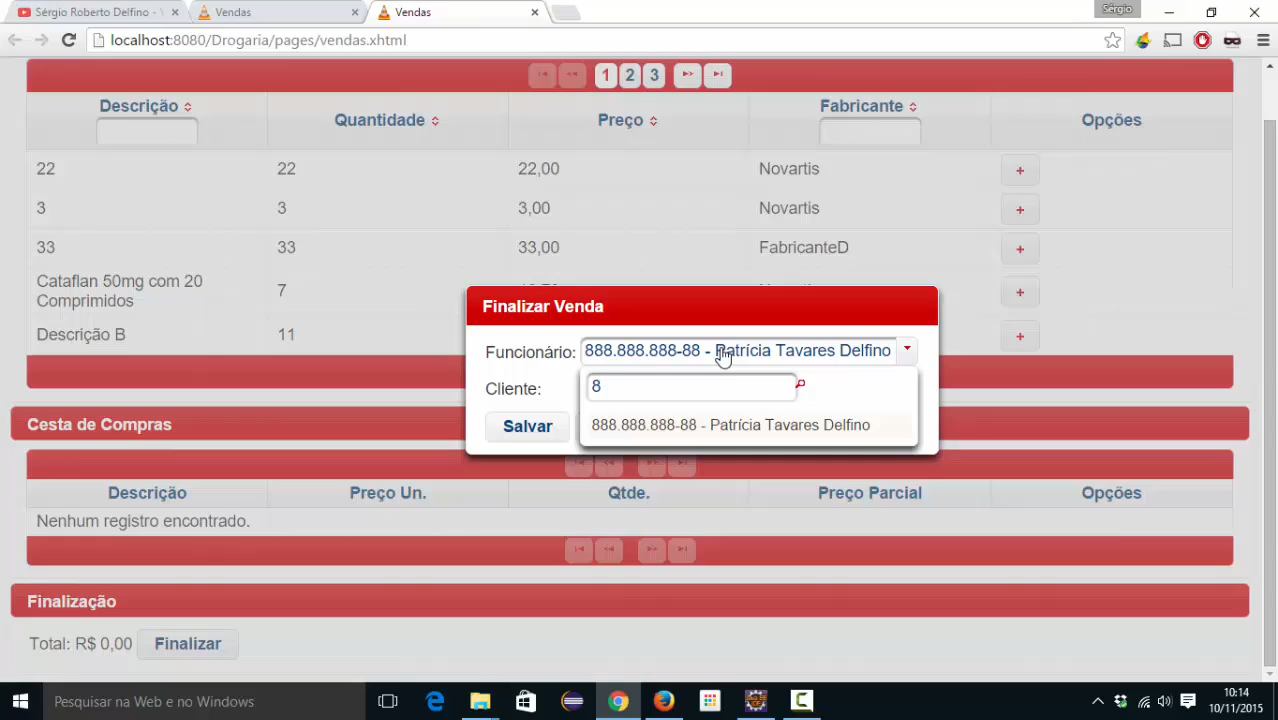 Sérgio Roberto Delfino - Y
Vendas
Vendas
Sérgio
localhost:8080/Drogaria/pages/vendas.xhtml
1 2 3
Descrição Quantidade Preço Fabricante Opções
22 22 22,00 Novartis +
3 3 3,00 Novartis +
33 33 33,00 FabricanteD +
Cataflan 50mg com 20
Comprimidos
7 +
Descrição B 11 +
Finalizar Venda
Funcionário: 888.888.888-88 - Patrícia Tavares Delfino
Cliente: 8
888.888.888-88 - Patrícia Tavares Delfino
Salvar
Cesta de Compras
Descrição Preço Un. Qtde. Preço Parcial Opções
Nenhum registro encontrado.
Finalização
Total: R$ 0,00 Finalizar
Pesquisar na Web e no Windows
10:14
10/11/2015